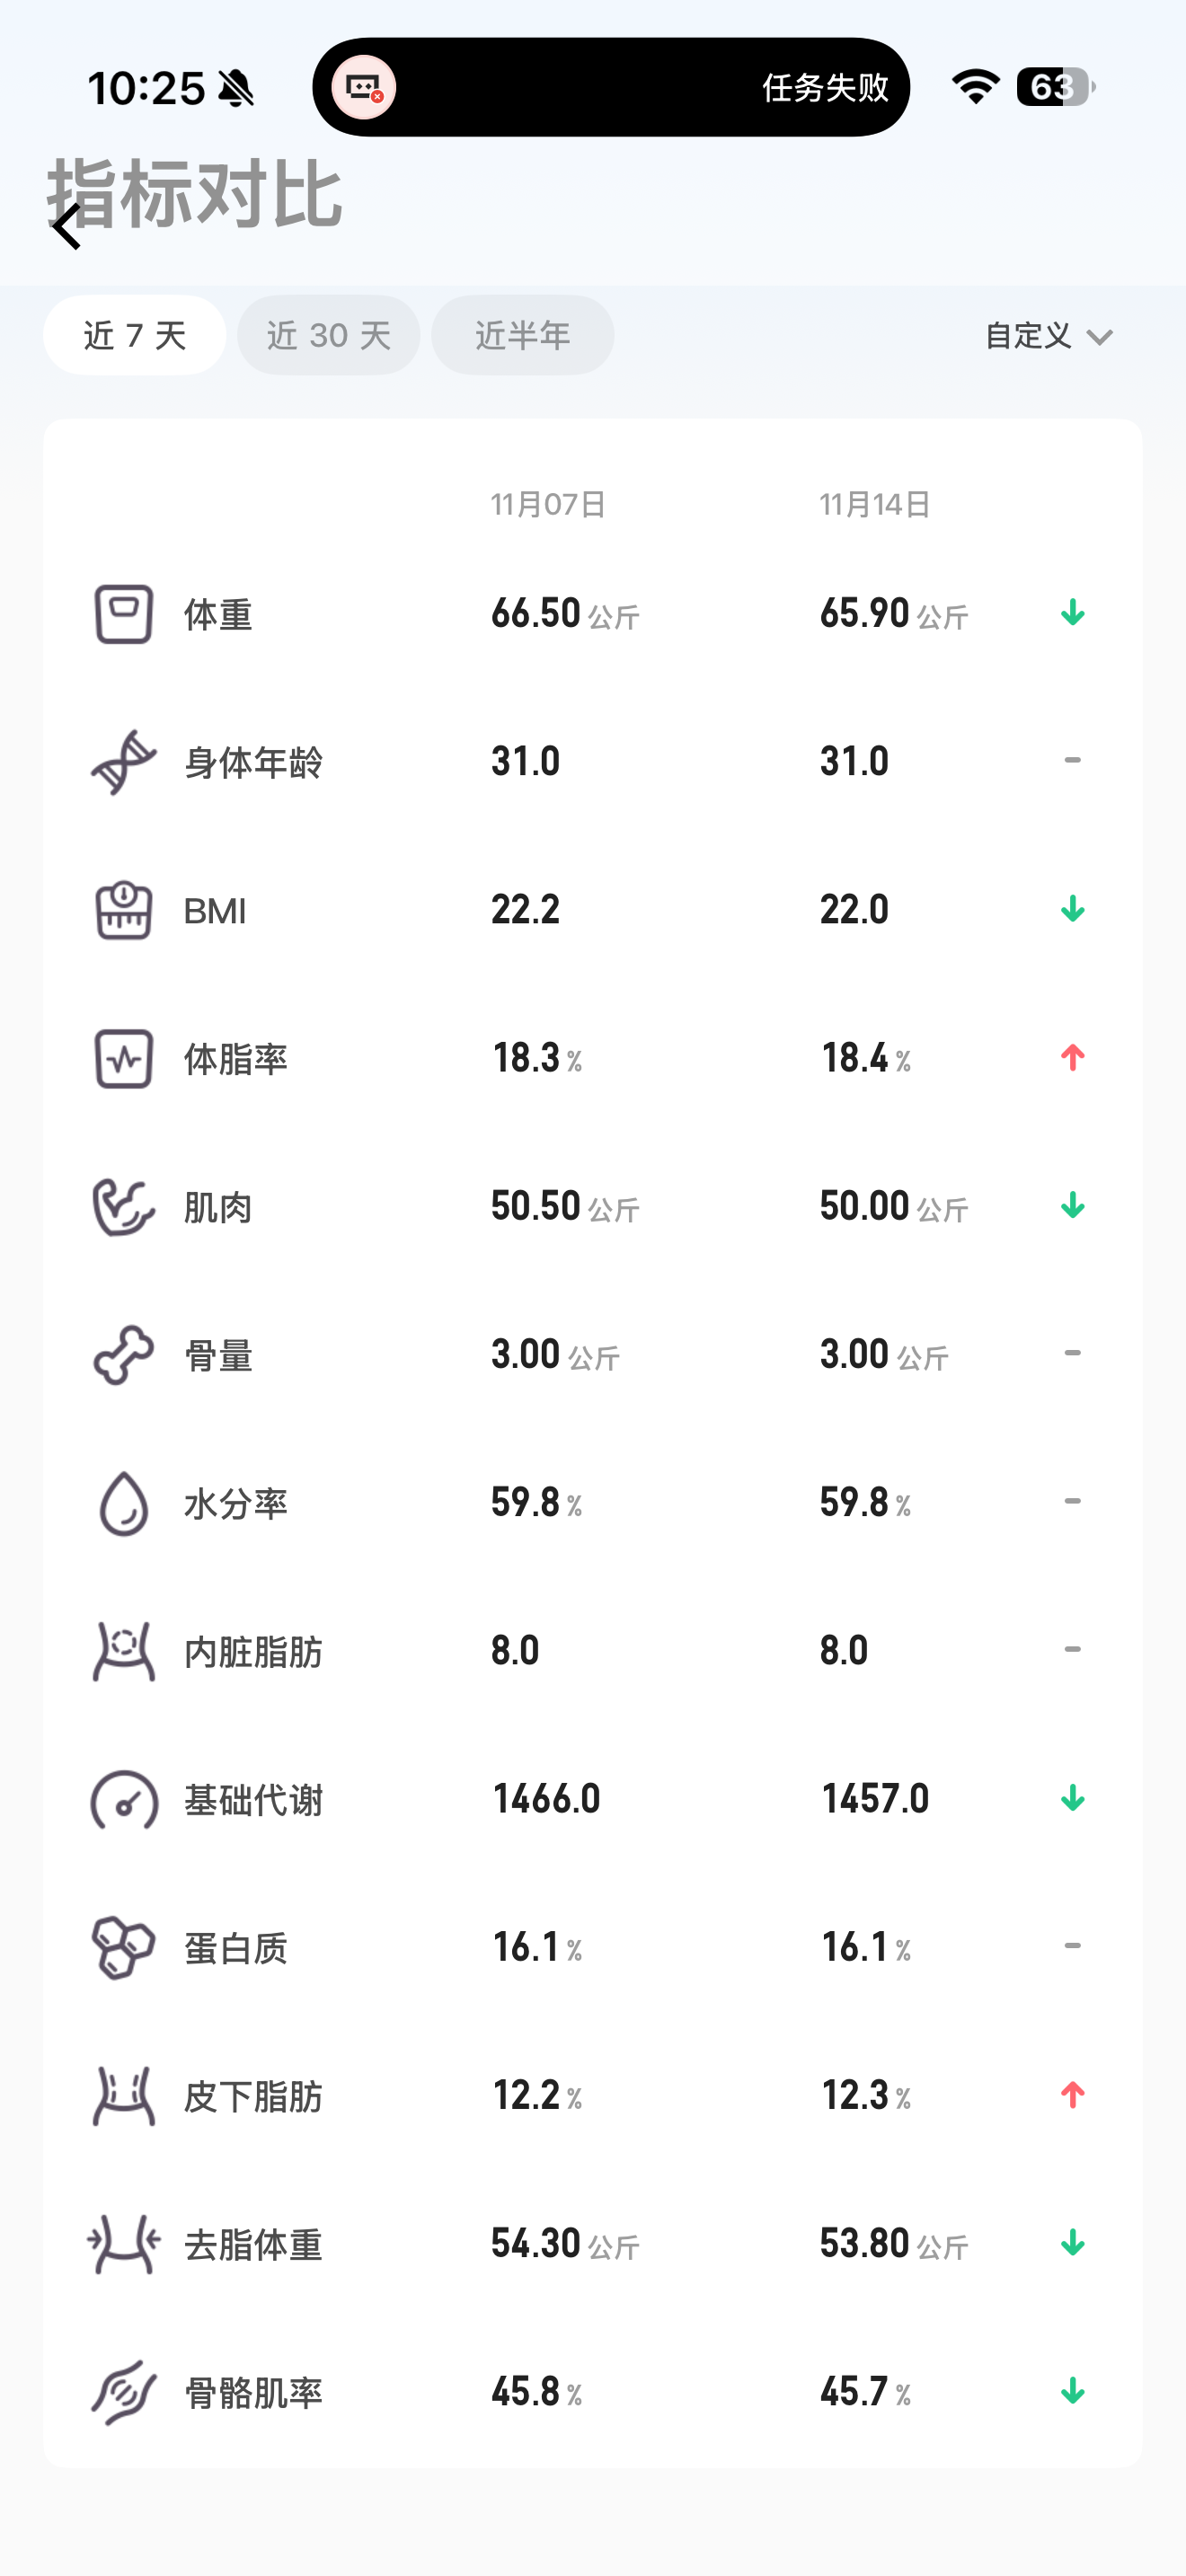 10:25 任务失败 63
指标对比
近 7 天 近 30 天 近半年 自定义
11月07日 11月14日
体重 66.50 公斤 65.90 公斤
身体年龄 31.0 31.0 -
BMI 22.2 22.0
体脂率 18.3 % 18.4 %
肌肉 50.50 公斤 50.00 公斤
骨量 3.00 公斤 3.00 公斤 -
水分率 59.8 % 59.8 % -
内脏脂肪 8.0 8.0 -
基础代谢 1466.0 1457.0
蛋白质 16.1 % 16.1 % -
皮下脂肪 12.2 % 12.3 %
去脂体重 54.30 公斤 53.80 公斤
骨骼肌率 45.8 % 45.7 %